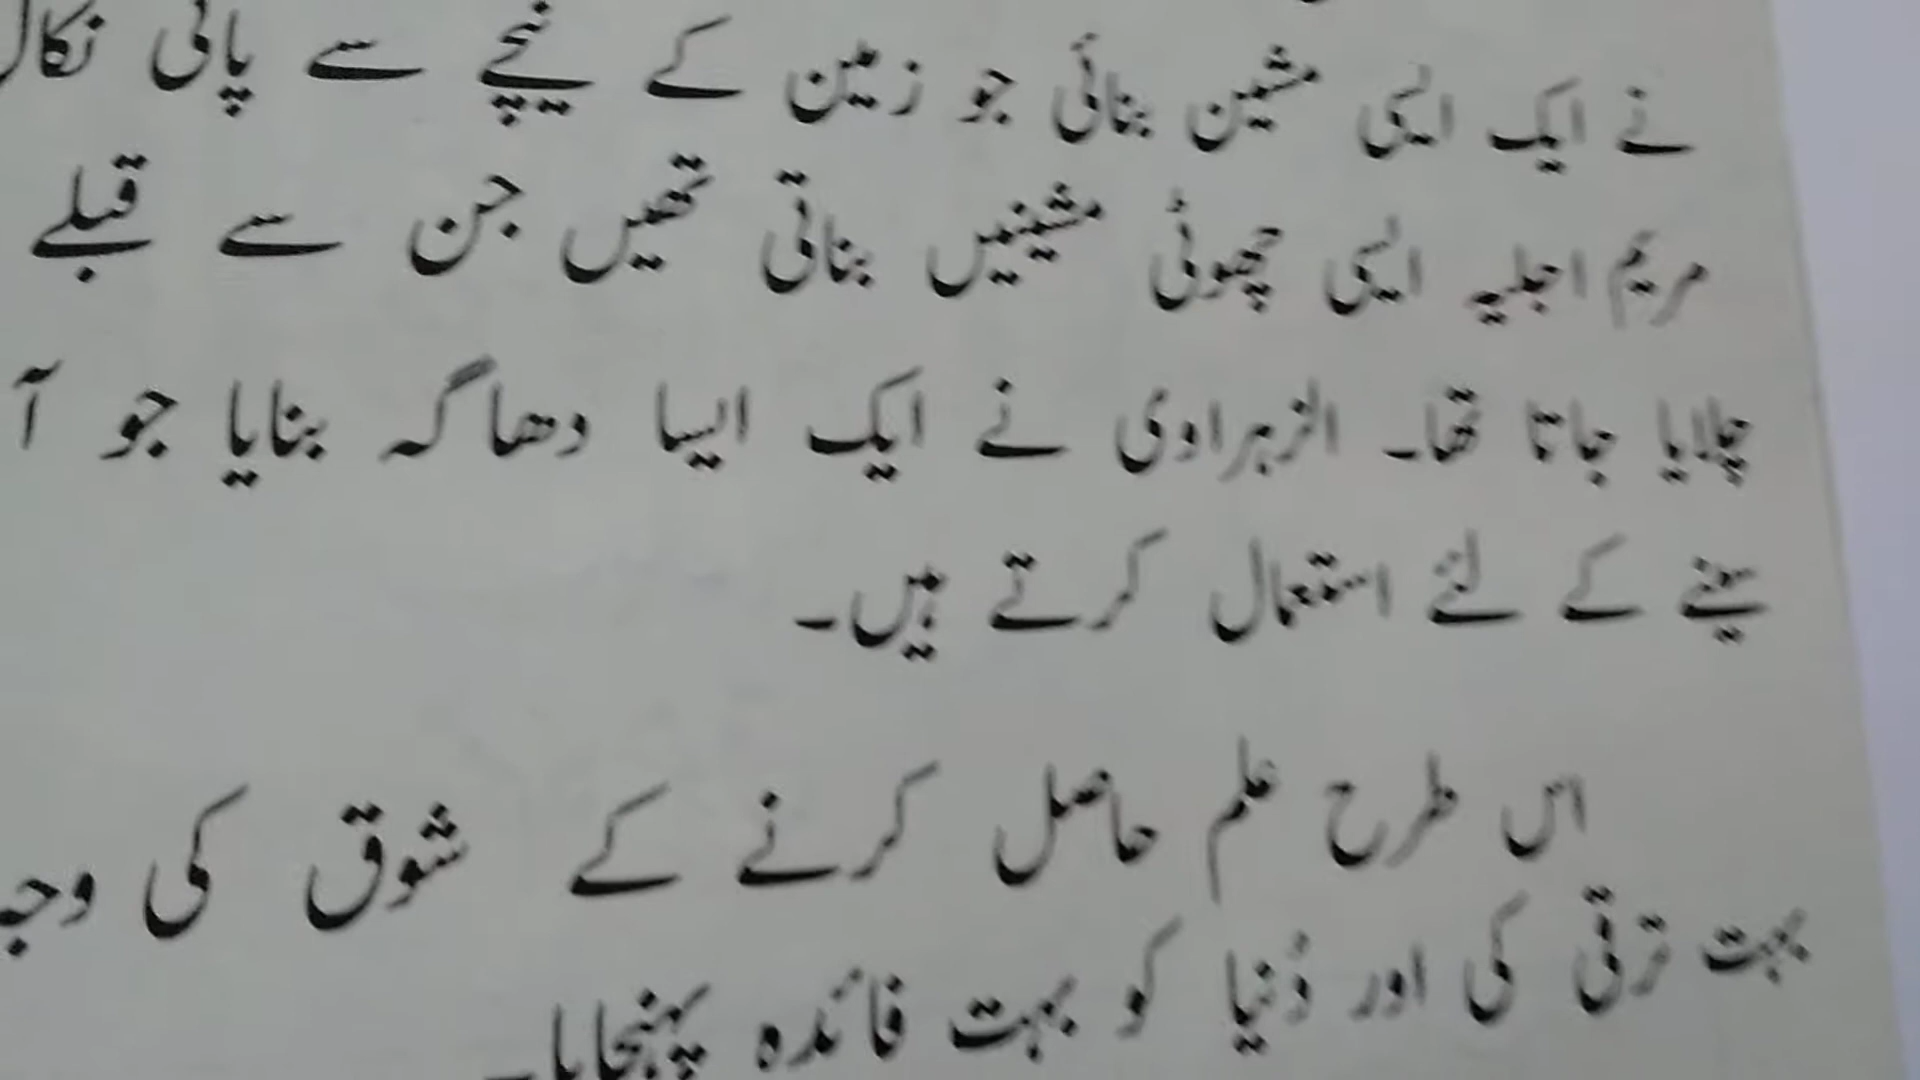 نے ایک ایسی مشین بنائی جو زمین کے نیچے سے پانی نکال
مریم اجلیہ ایسی چھوٹی مشینیں بناتی تھیں جن سے قبلے
چلایا جاتا تھا۔ الزہراوی نے ایک ایسا دھاگہ بنایا جو آ
سینے کے لئے استعمال کرتے ہیں۔
اس طرح علم حاصل کرنے کے شوق کی وجہ
بہت ترقی کی اور دُنیا کو بہت فائدہ پہنچایا۔